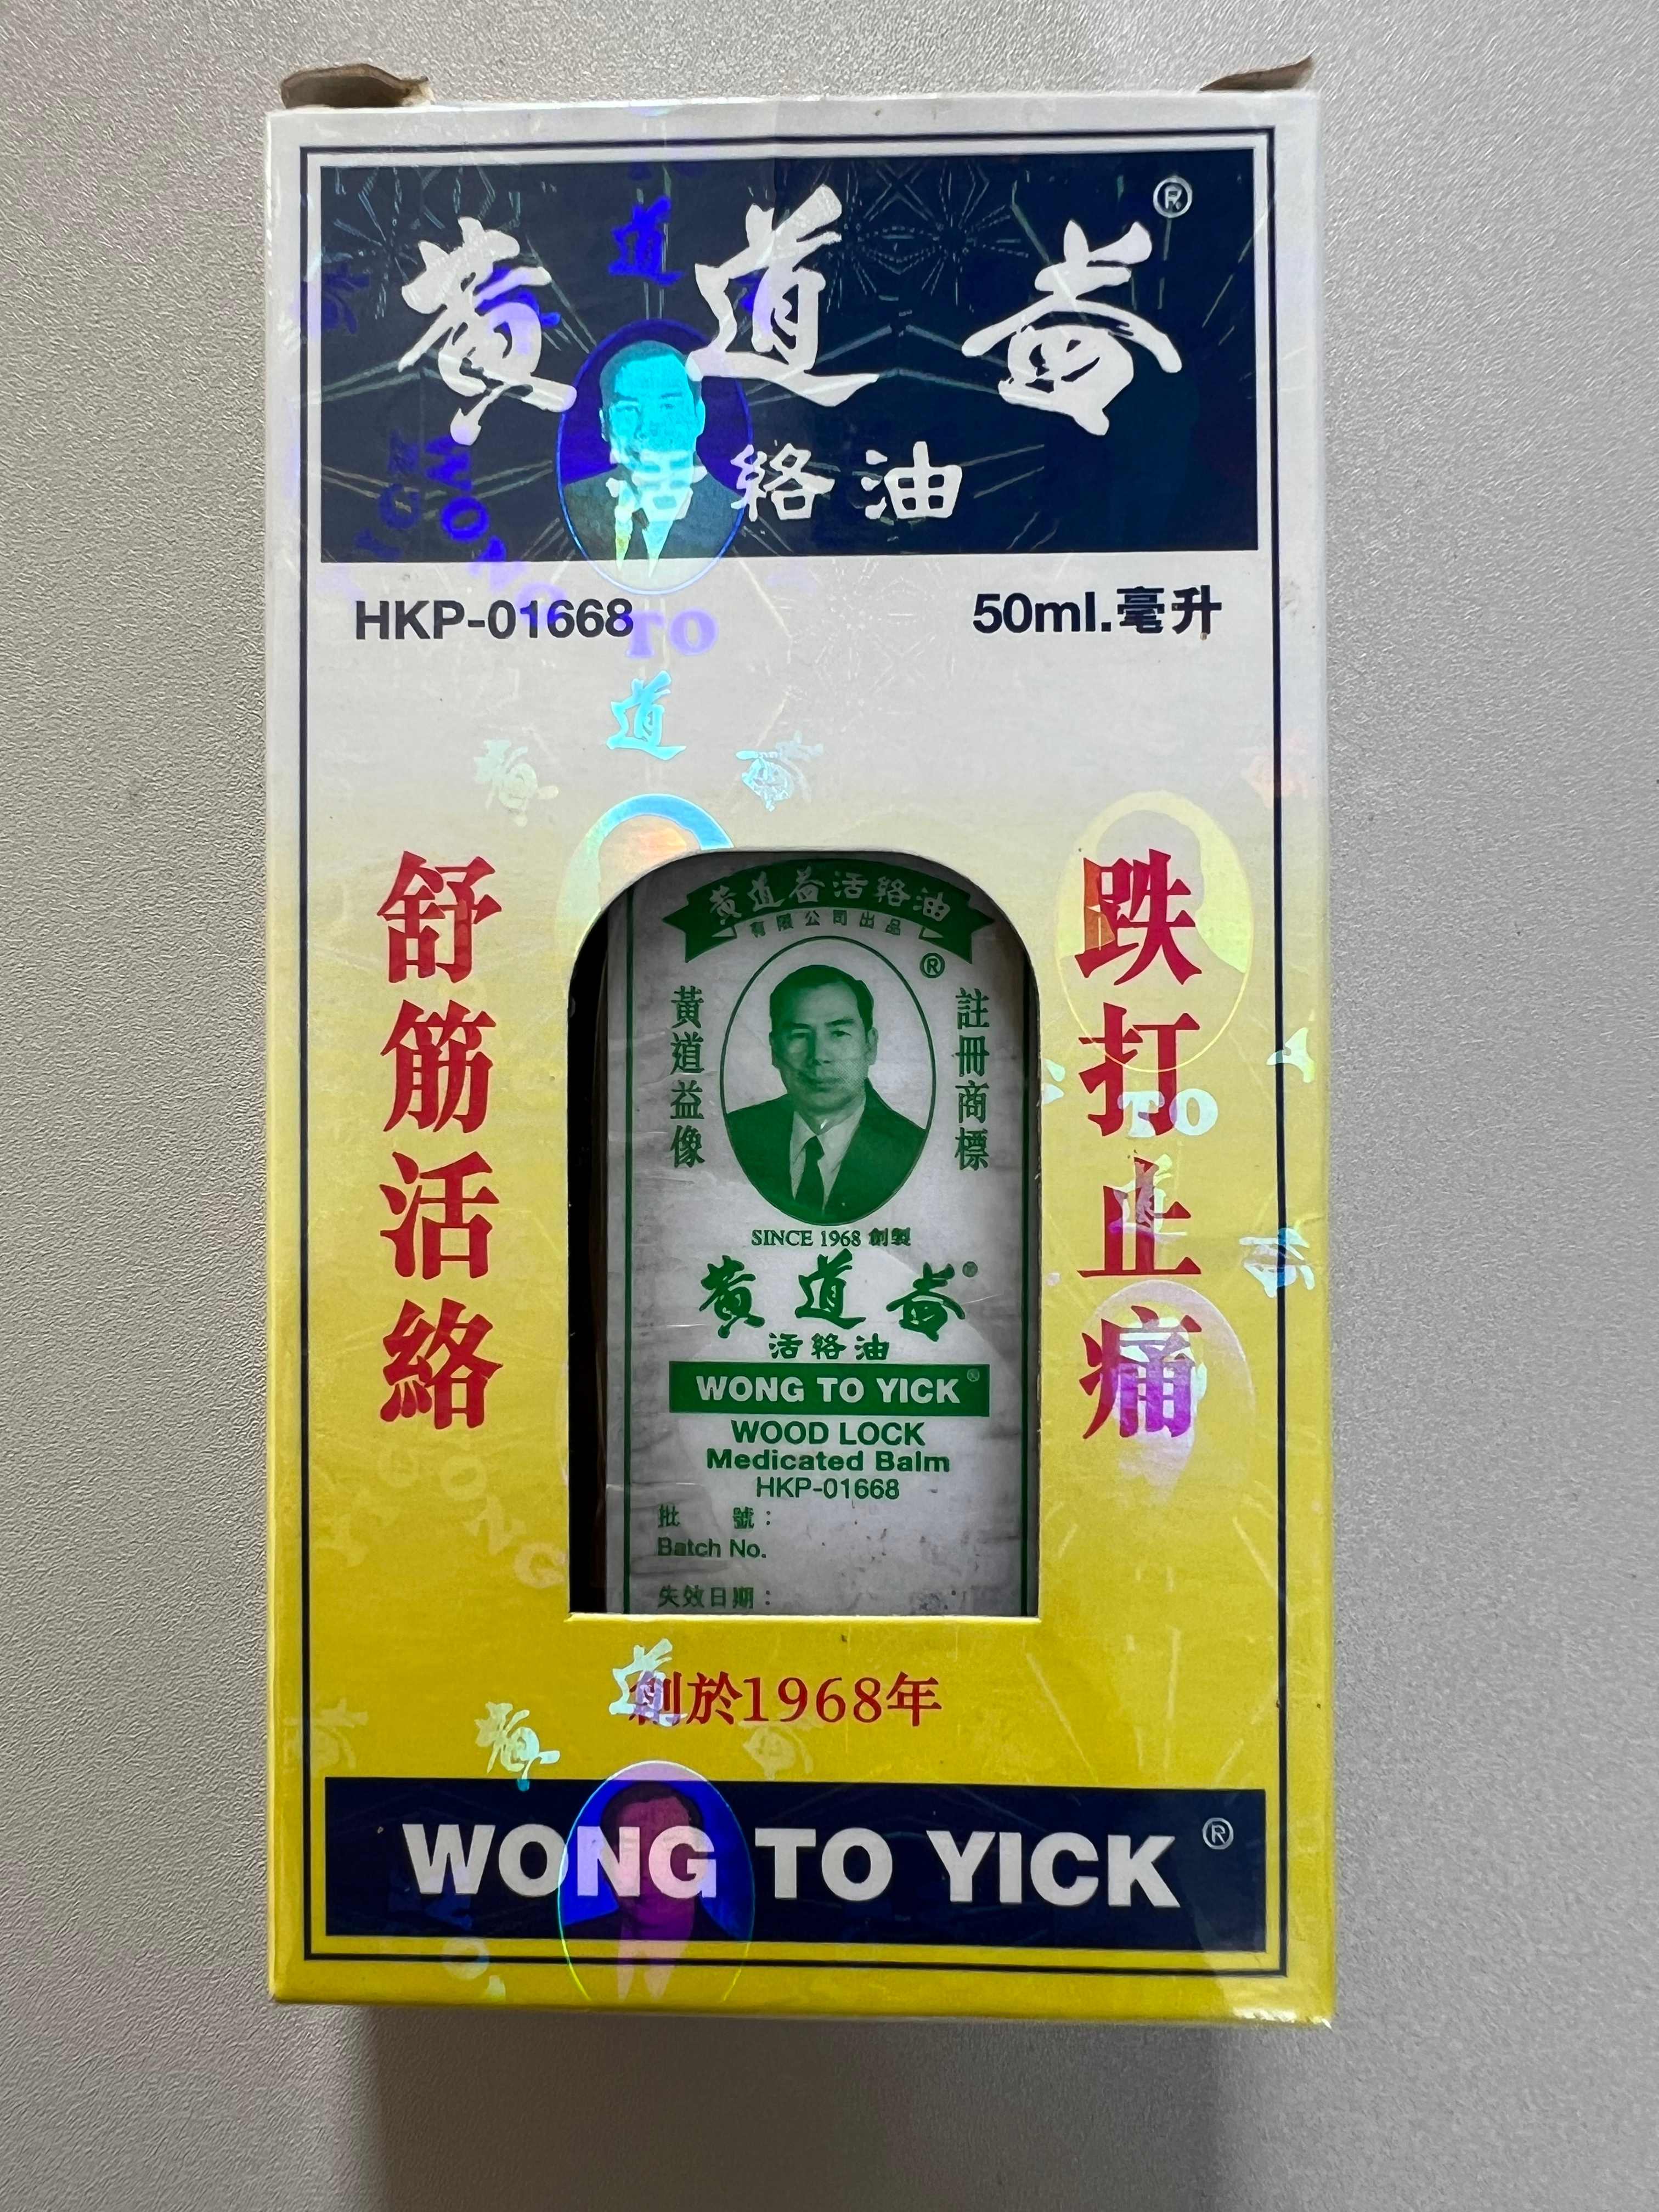 黃道益®
活絡油
HKP-01668
50ml.毫升
舒筋活絡
跌打止痛
黃道益活絡油
有限公司出品
黃道益像
註冊商標
®
SINCE 1968 創製
黃道益®
活絡油
WONG TO YICK®
WOOD LOCK
Medicated Balm
HKP-01668
批 號：
Batch No.
失效日期：
創於1968年
WONG TO YICK®